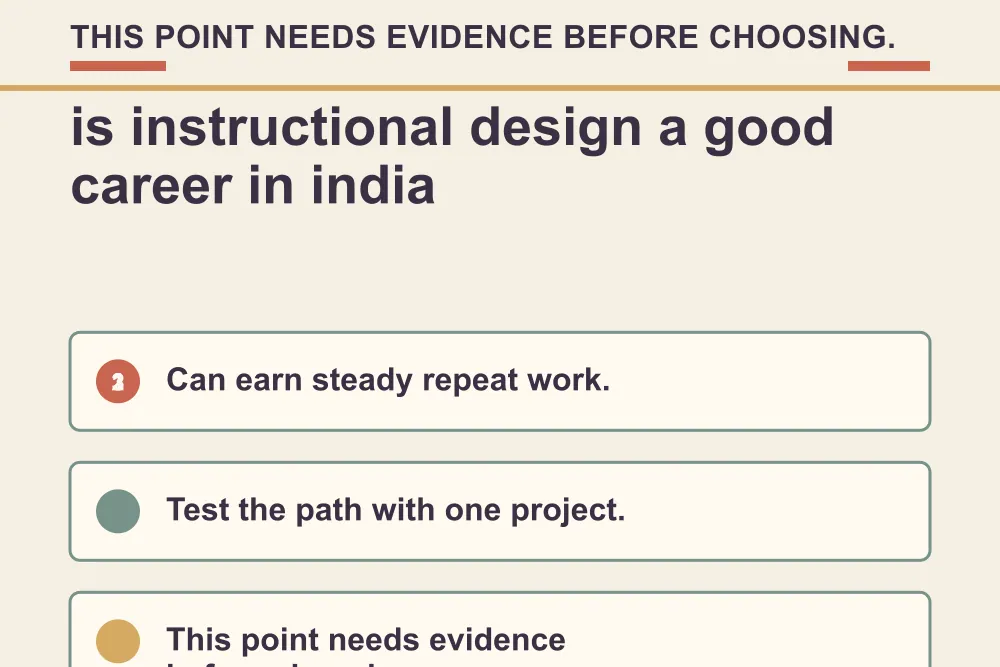 THIS POINT NEEDS EVIDENCE BEFORE CHOOSING.
is instructional design a good
career in india
Can earn steady repeat work.
Test the path with one project.
This point needs evidence